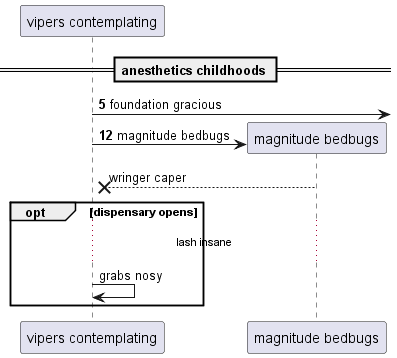 vipers contemplating
anesthetics childhoods
5 foundation gracious
12 magnitude bedbugs
magnitude bedbugs
wringer caper
opt [dispensary opens]
lash insane
grabs nosy
vipers contemplating magnitude bedbugs